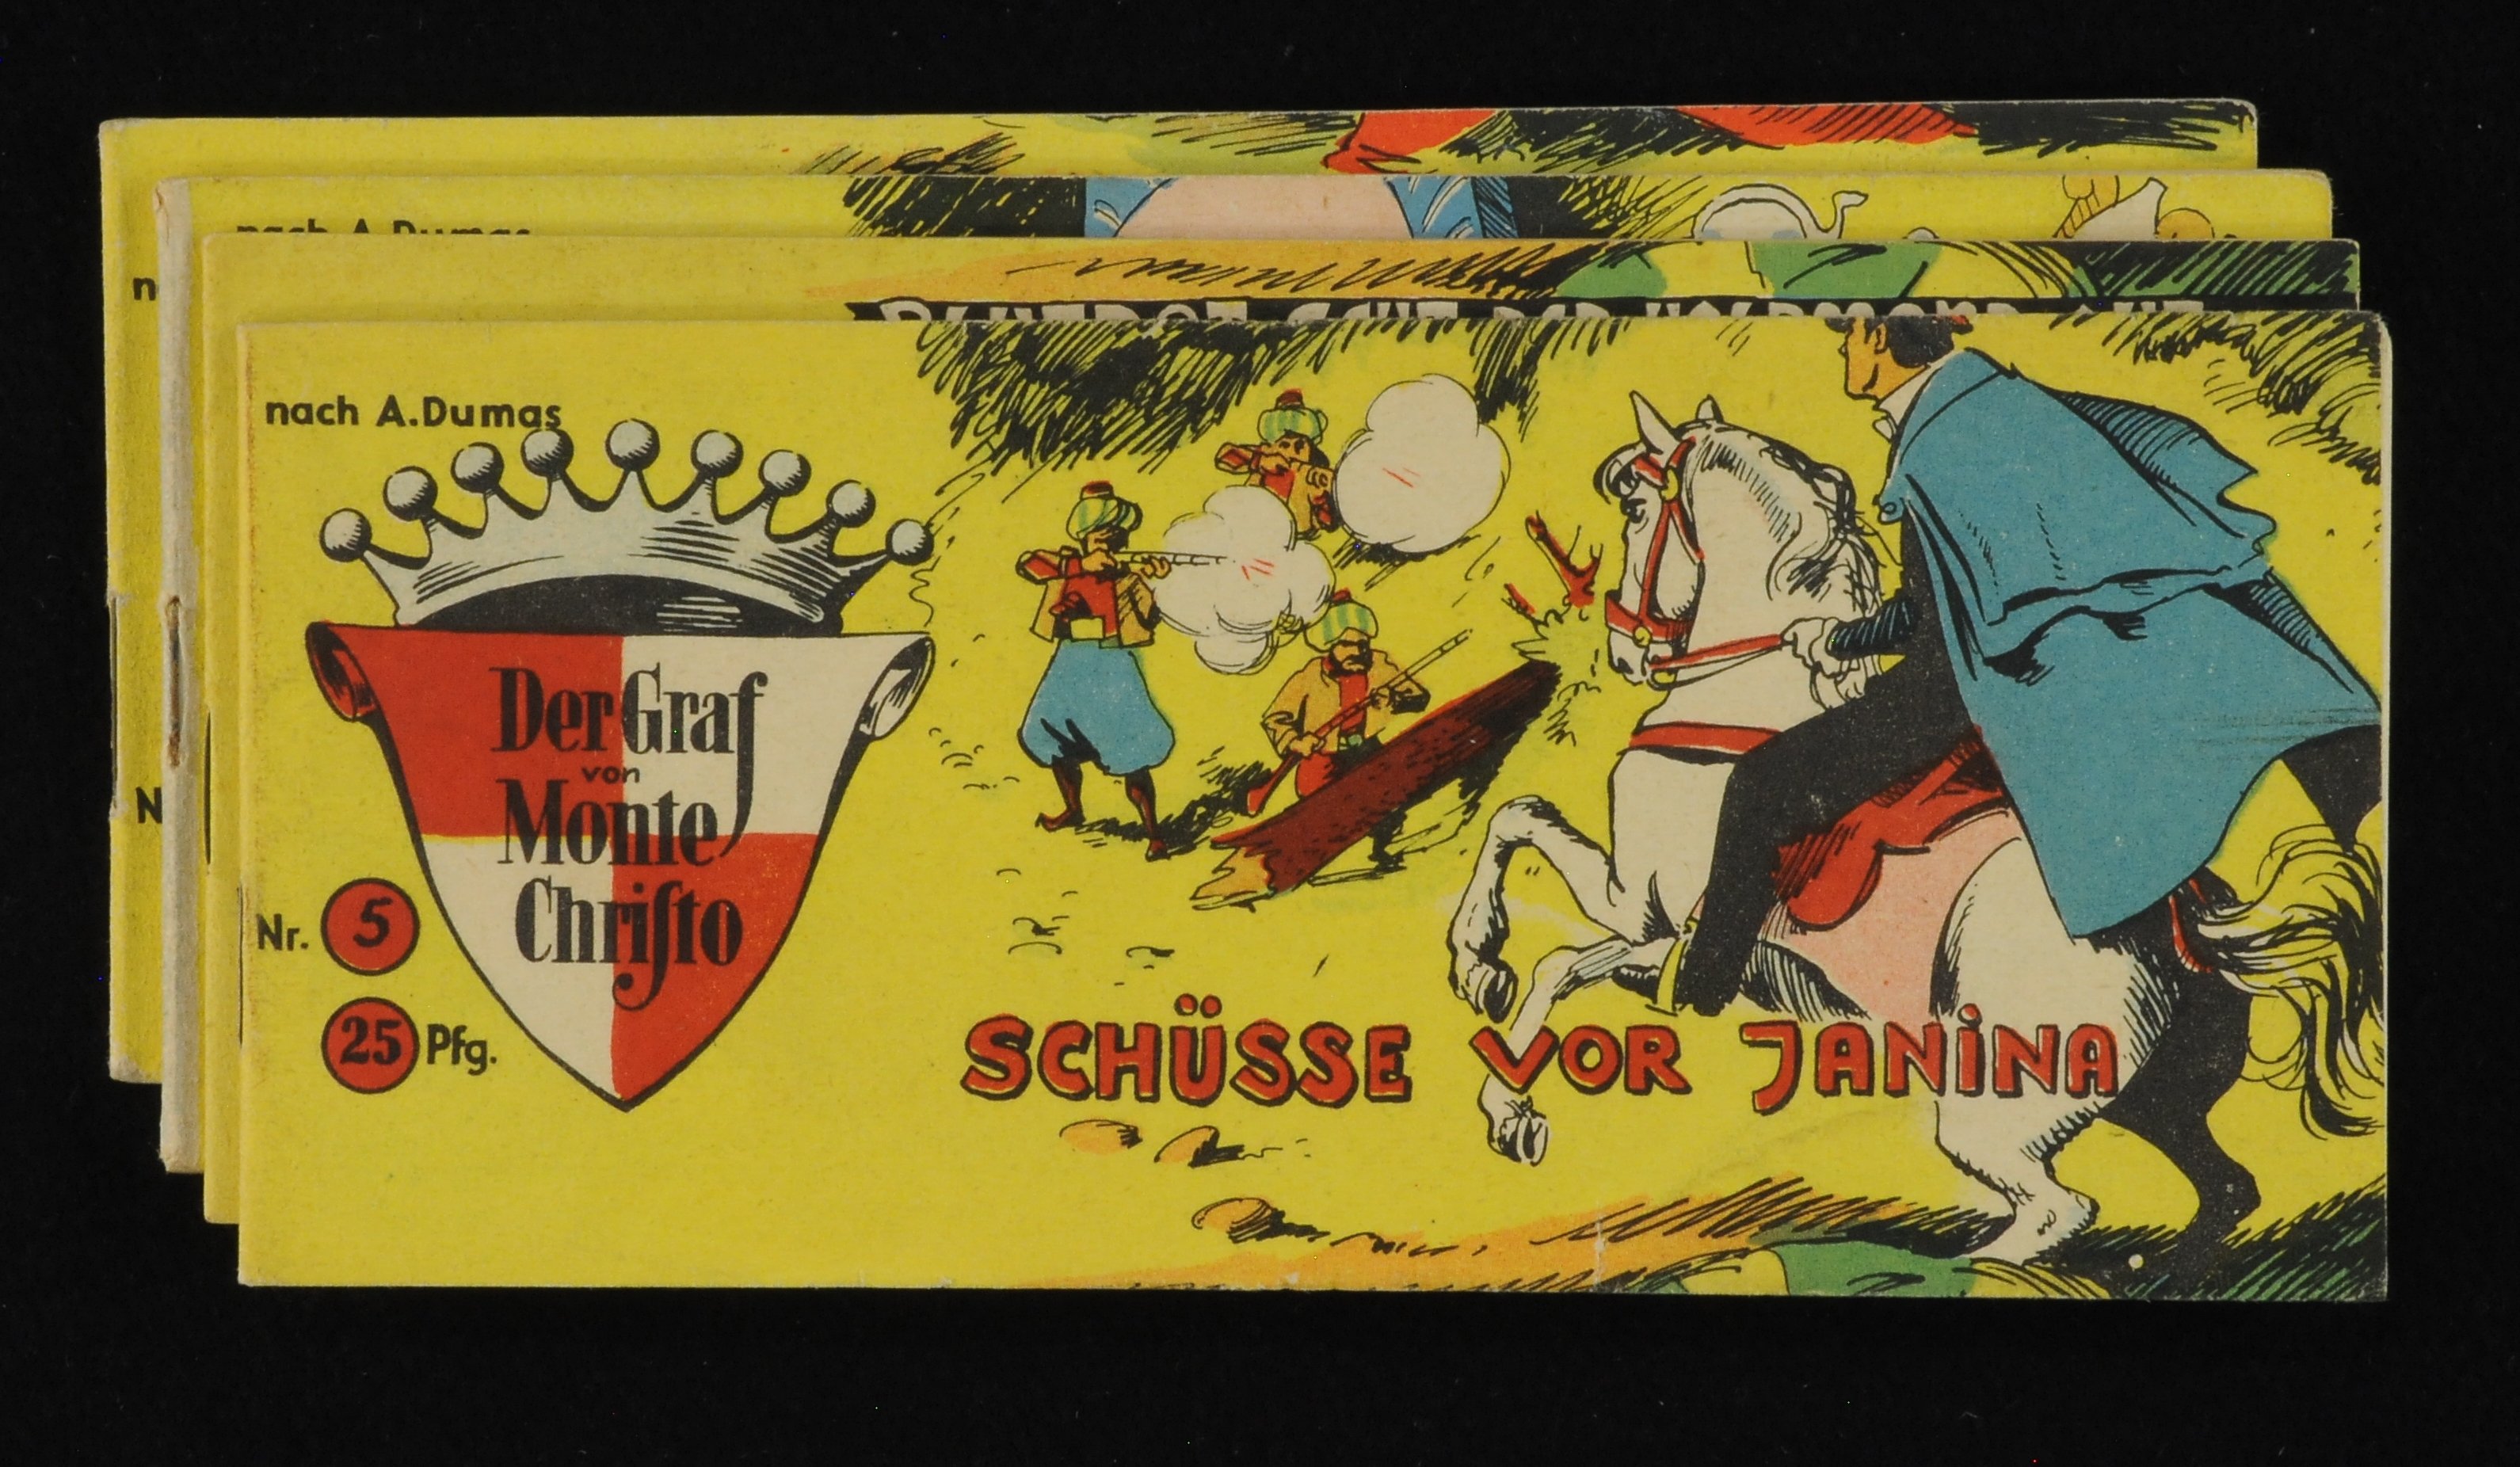 nach A. Dumas
n
nach A.Dumas
Der Graf
von
Monte
Christo
N
Nr. 5
25 Pfg.
SCHÜSSE VOR JANINA